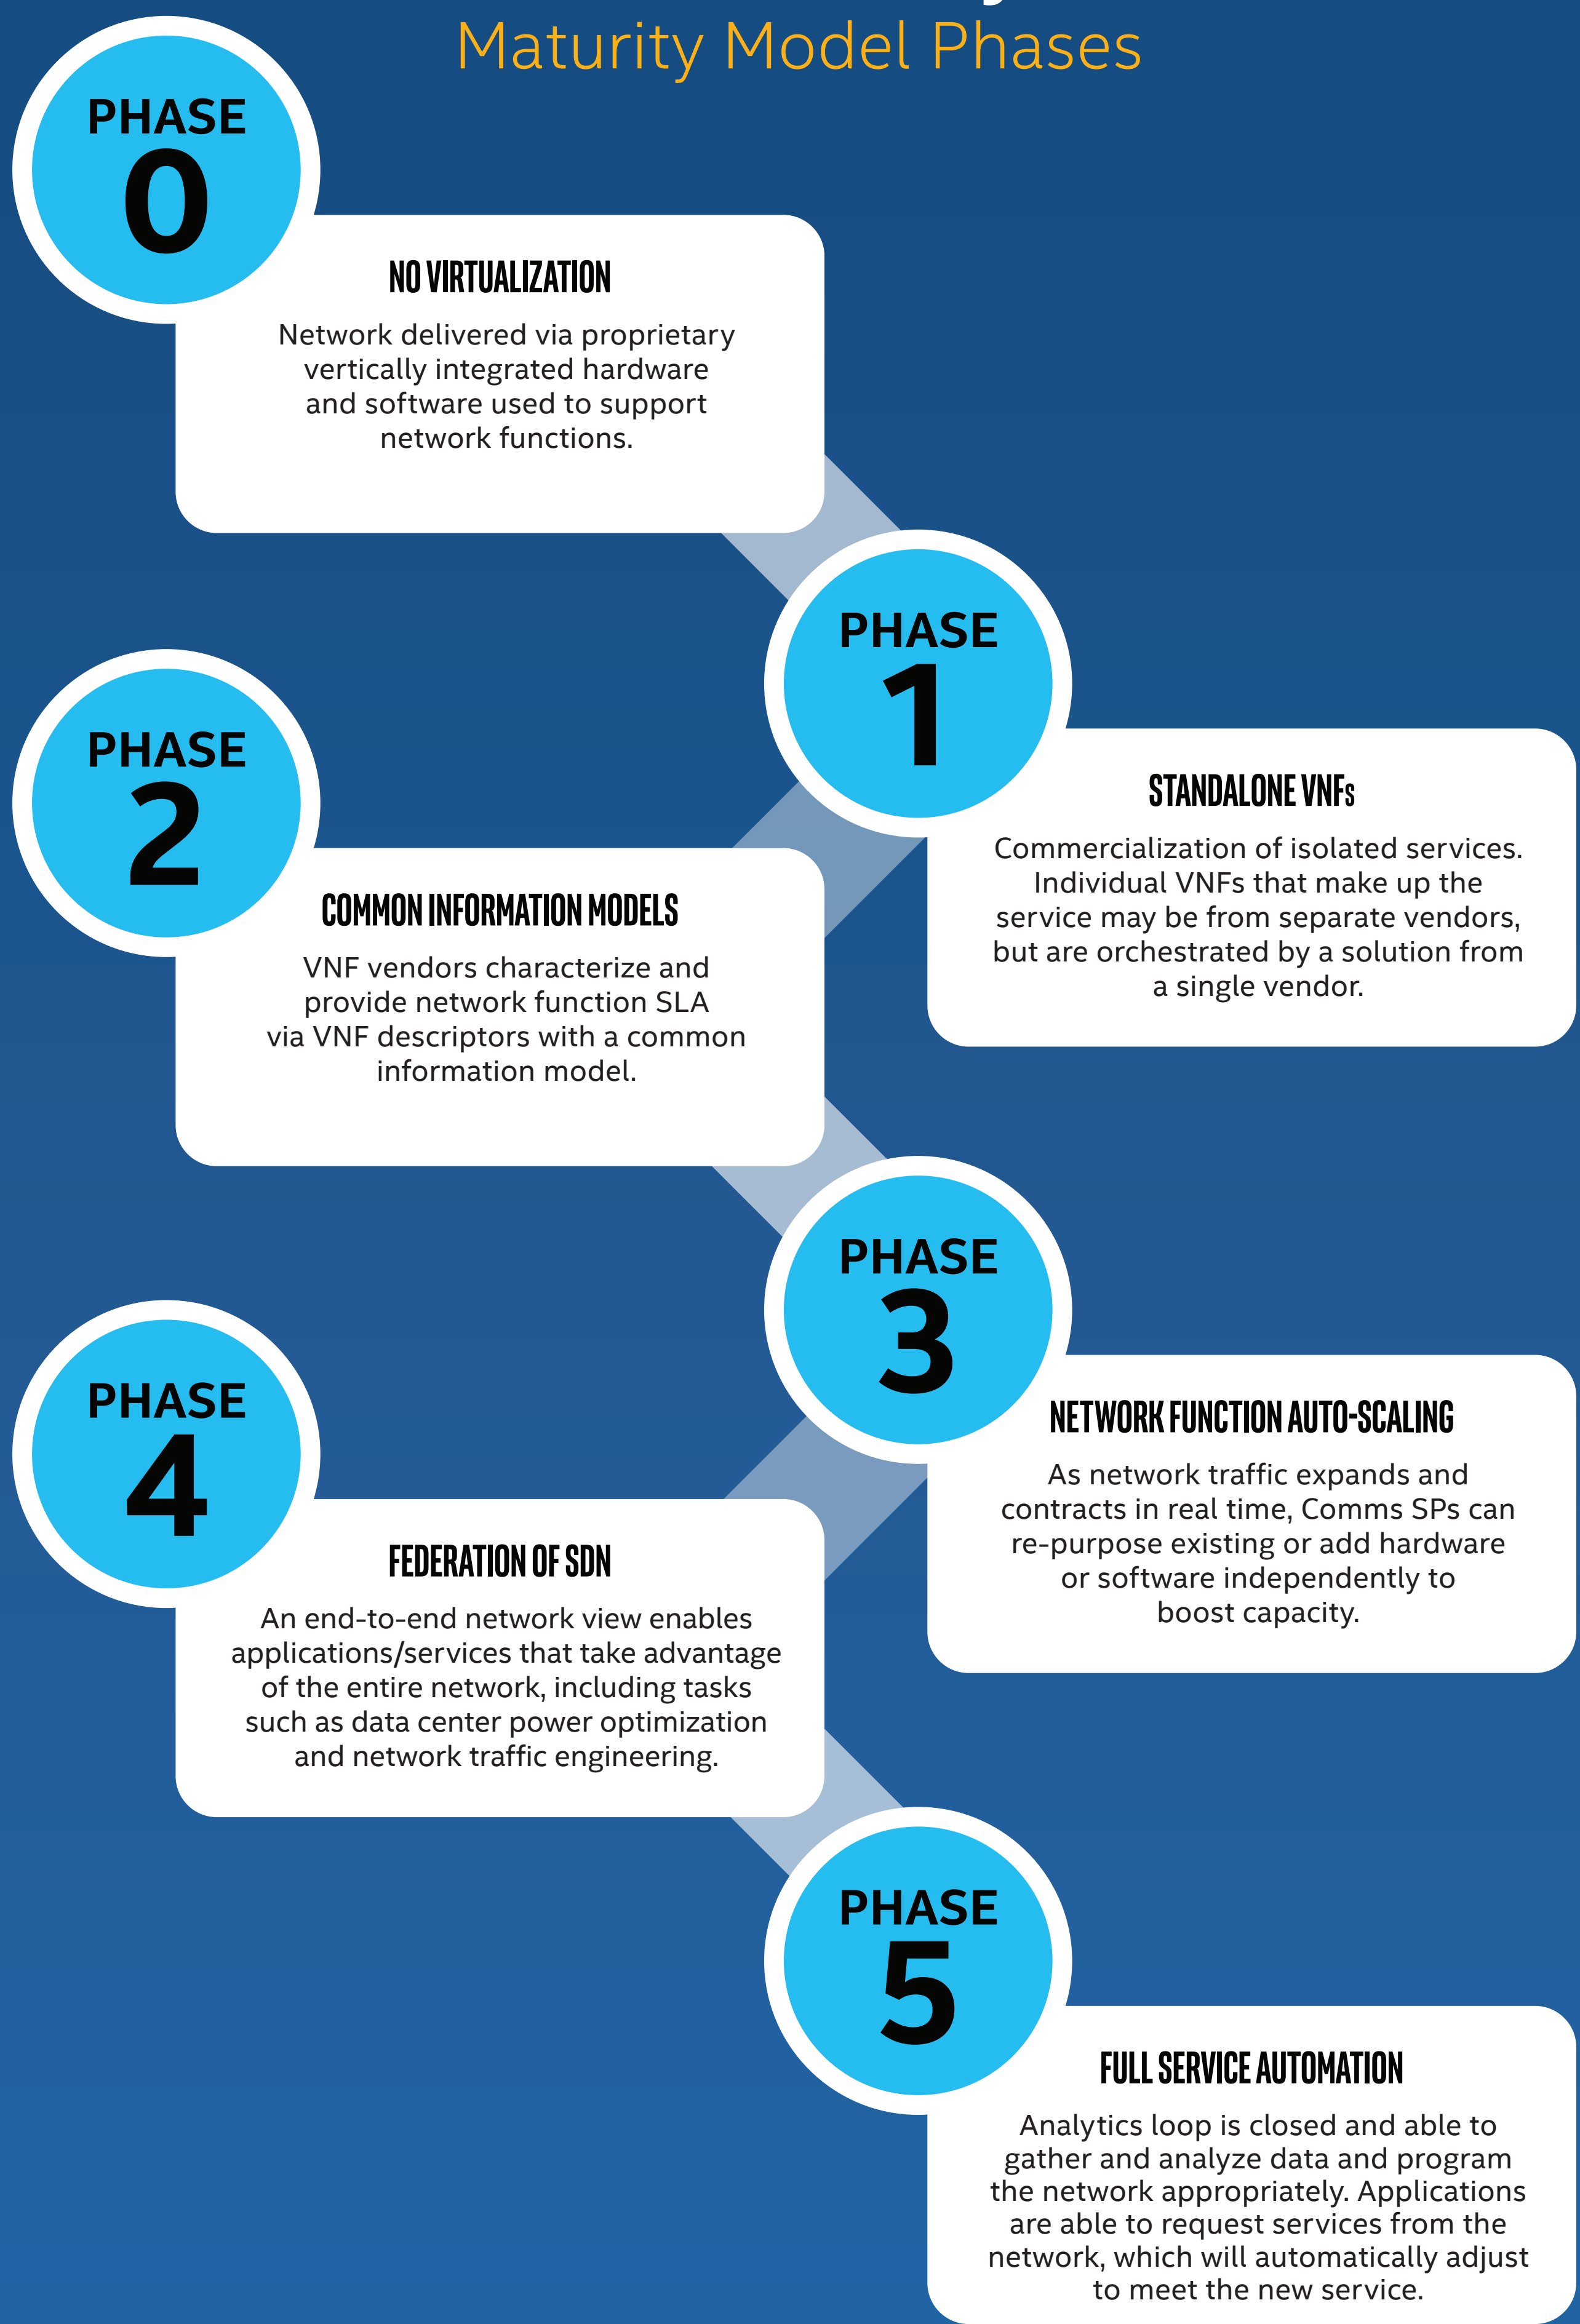 Maturity Model Phases
PHASE
0
NO VIRTUALIZATION
Network delivered via proprietary
vertically integrated hardware
and software used to support
network functions.
PHASE
1
STANDALONE VNFs
Commercialization of isolated services.
Individual VNFs that make up the
service may be from separate vendors,
but are orchestrated by a solution from
a single vendor.
PHASE
2
COMMON INFORMATION MODELS
VNF vendors characterize and
provide network function SLA
via VNF descriptors with a common
information model.
PHASE
3
NETWORK FUNCTION AUTO-SCALING
As network traffic expands and
contracts in real time, Comms SPs can
re-purpose existing or add hardware
or software independently to
boost capacity.
PHASE
4
FEDERATION OF SDN
An end-to-end network view enables
applications/services that take advantage
of the entire network, including tasks
such as data center power optimization
and network traffic engineering.
PHASE
5
FULL SERVICE AUTOMATION
Analytics loop is closed and able to
gather and analyze data and program
the network appropriately. Applications
are able to request services from the
network, which will automatically adjust
to meet the new service.